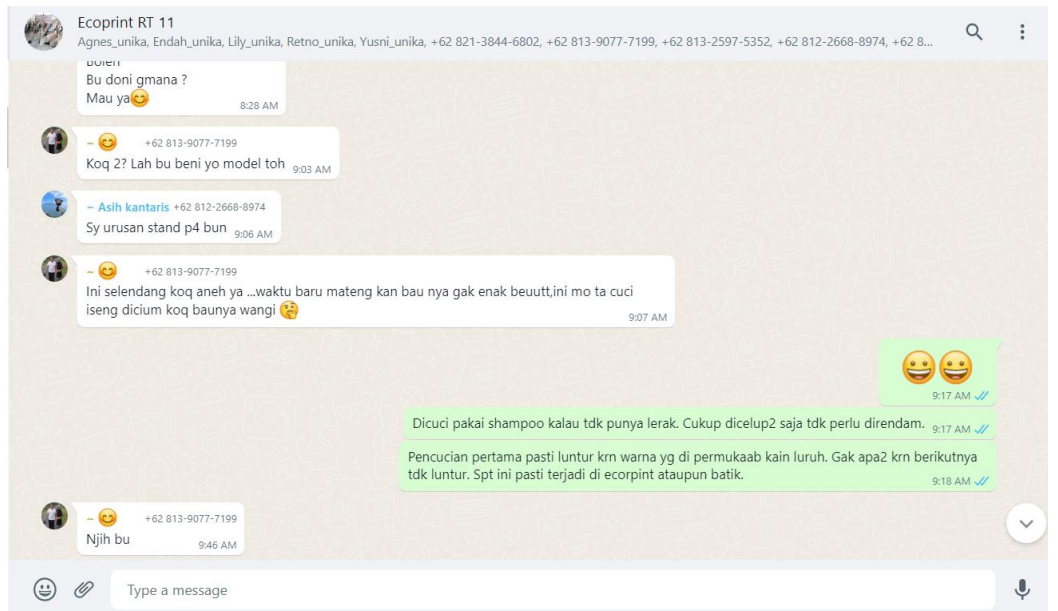 Ecoprint RT 11
Agnes_unika, Endah_unika, Lily_unika, Retno_unika, Yusni_unika, +62 821-3844-6802, +62 813-9077-7199, +62 813-2597-5352, +62 812-2668-8974, +62 8...
Boleh
Bu doni gmana ?
Mau ya😊
8:28 AM
~ 😊 +62 813-9077-7199
Koq 2? Lah bu beni yo model toh 9:03 AM
~ Asih kantaris +62 812-2668-8974
Sy urusan stand p4 bun 9:06 AM
~ 😊 +62 813-9077-7199
Ini selendang koq aneh ya ...waktu baru mateng kan bau nya gak enak beuutt,ini mo ta cuci
iseng dicium koq baunya wangi 🤔
9:07 AM
😀😀
9:17 AM
Dicuci pakai shampoo kalau tdk punya lerak. Cukup dicelup2 saja tdk perlu direndam. 9:17 AM
Pencucian pertama pasti luntur krn warna yg di permukaab kain luruh. Gak apa2 krn berikutnya
tdk luntur. Spt ini pasti terjadi di ecorpint ataupun batik.
9:18 AM
~ 😊 +62 813-9077-7199
Njih bu 9:46 AM
Type a message